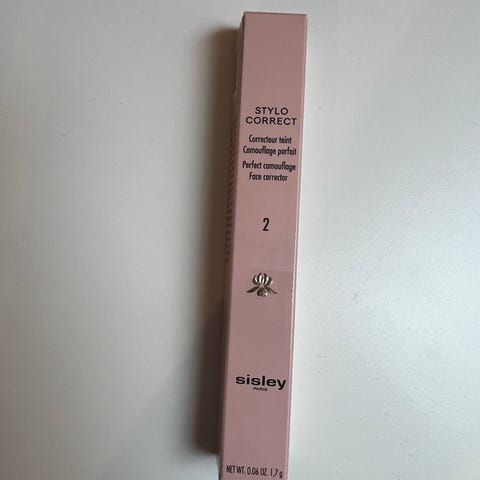 STYLO
CORRECT
Correcteur teint
Camouflage parfait
Perfect camouflage
Face corrector
2
sisley
PARIS
NET WT. 0.06 OZ. 1,7 g